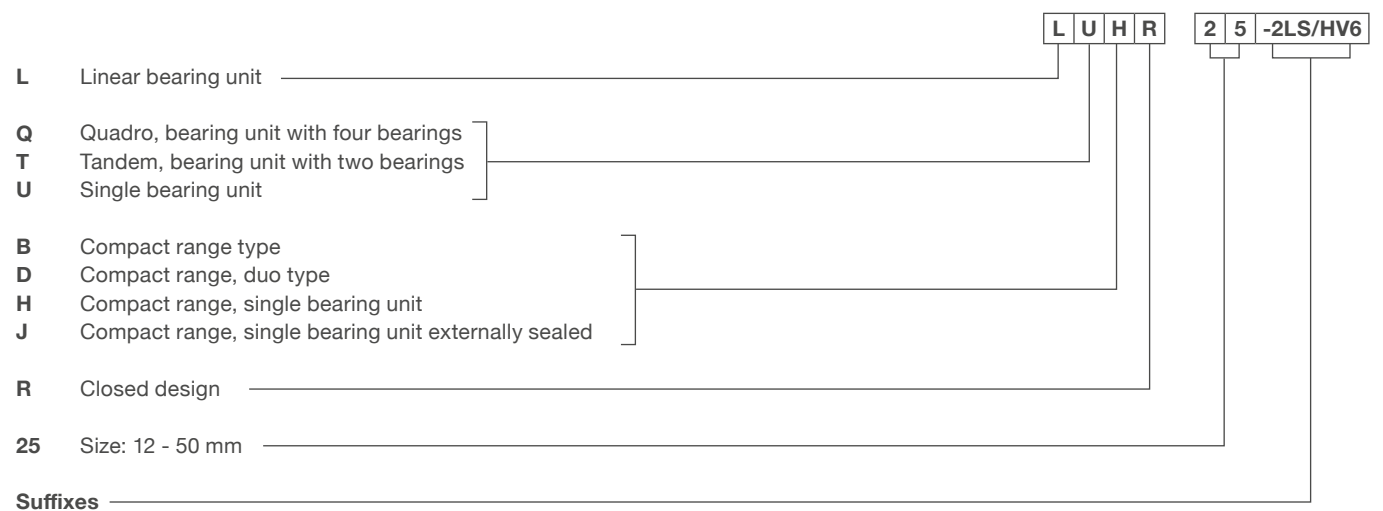 L U H R 2 5 -2LS/HV6
L Linear bearing unit
Q Quadro, bearing unit with four bearings
T Tandem, bearing unit with two bearings
U Single bearing unit
B Compact range type
D Compact range, duo type
H Compact range, single bearing unit
J Compact range, single bearing unit externally sealed
R Closed design
25 Size: 12 - 50 mm
Suffixes